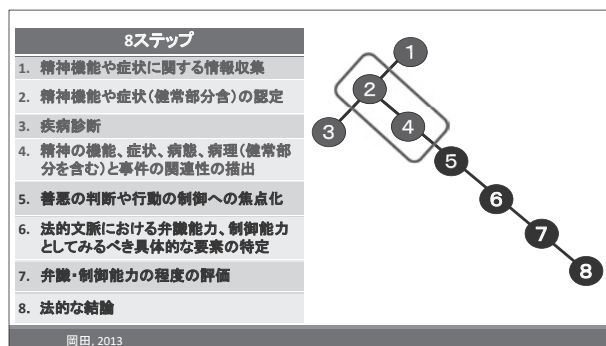 8ステップ
1. 精神機能や症状に関する情報収集
2. 精神機能や症状(健常部分含)の認定
3. 疾病診断
4. 精神の機能、症状、病態、病理(健常部
分を含む)と事件の関連性の描出
5. 善悪の判断や行動の制御への焦点化
6. 法的文脈における弁識能力、制御能力
としてみるべき具体的な要素の特定
7. 弁識・制御能力の程度の評価
8. 法的な結論
1
2
3
4
5
6
7
8
岡田, 2013